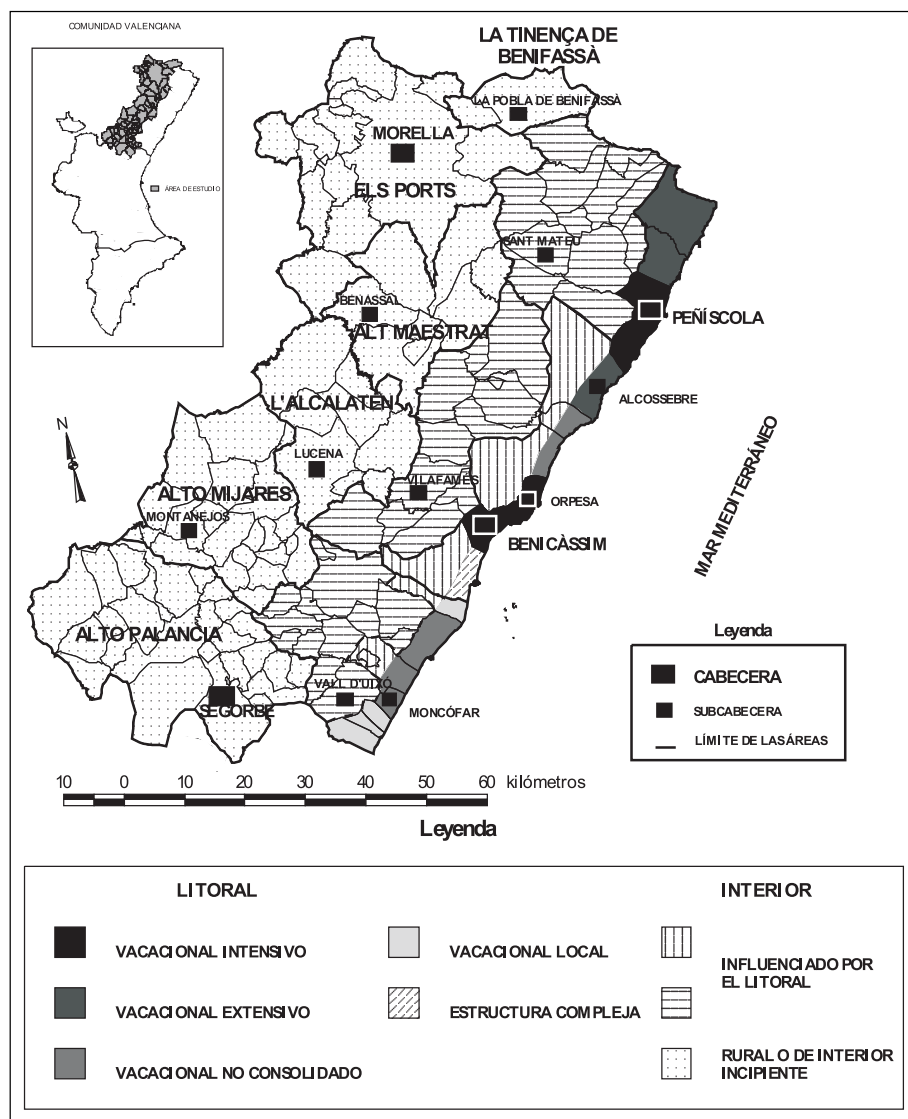 COMUNIDAD VALENCIANA
ÁREA DE ESTUDIO
LA TINENÇA DE
BENIFASSÀ
LA POBLA DE BENIFASSÀ
MORELLA
ELS PORTS
SANT MATEU
BENASSAL
ALT MAESTRAT
PEÑÍSCOLA
ALCOSSEBRE
L'ALCALATÉN
N
LUCENA
VILAFAMÉS
ORPESA
ALTO MIJARES
MONTANEJOS
BENICÀSSIM
MAR MEDITERRÁNEO
ALTO PALANCIA
SEGORBE
VALL D'UIXÓ
MONCÓFAR
Leyenda
CABECERA
SUBCABECERA
LÍMITE DE LAS ÁREAS
10 0 10 20 30 40 50 60 kilómetros
Leyenda
LITORAL
INTERIOR
VACACIONAL INTENSIVO
VACACIONAL LOCAL
INFLUENCIADO POR
EL LITORAL
VACACIONAL EXTENSIVO
ESTRUCTURA COMPLEJA
VACACIONAL NO CONSOLIDADO
RURAL O DE INTERIOR
INCIPIENTE